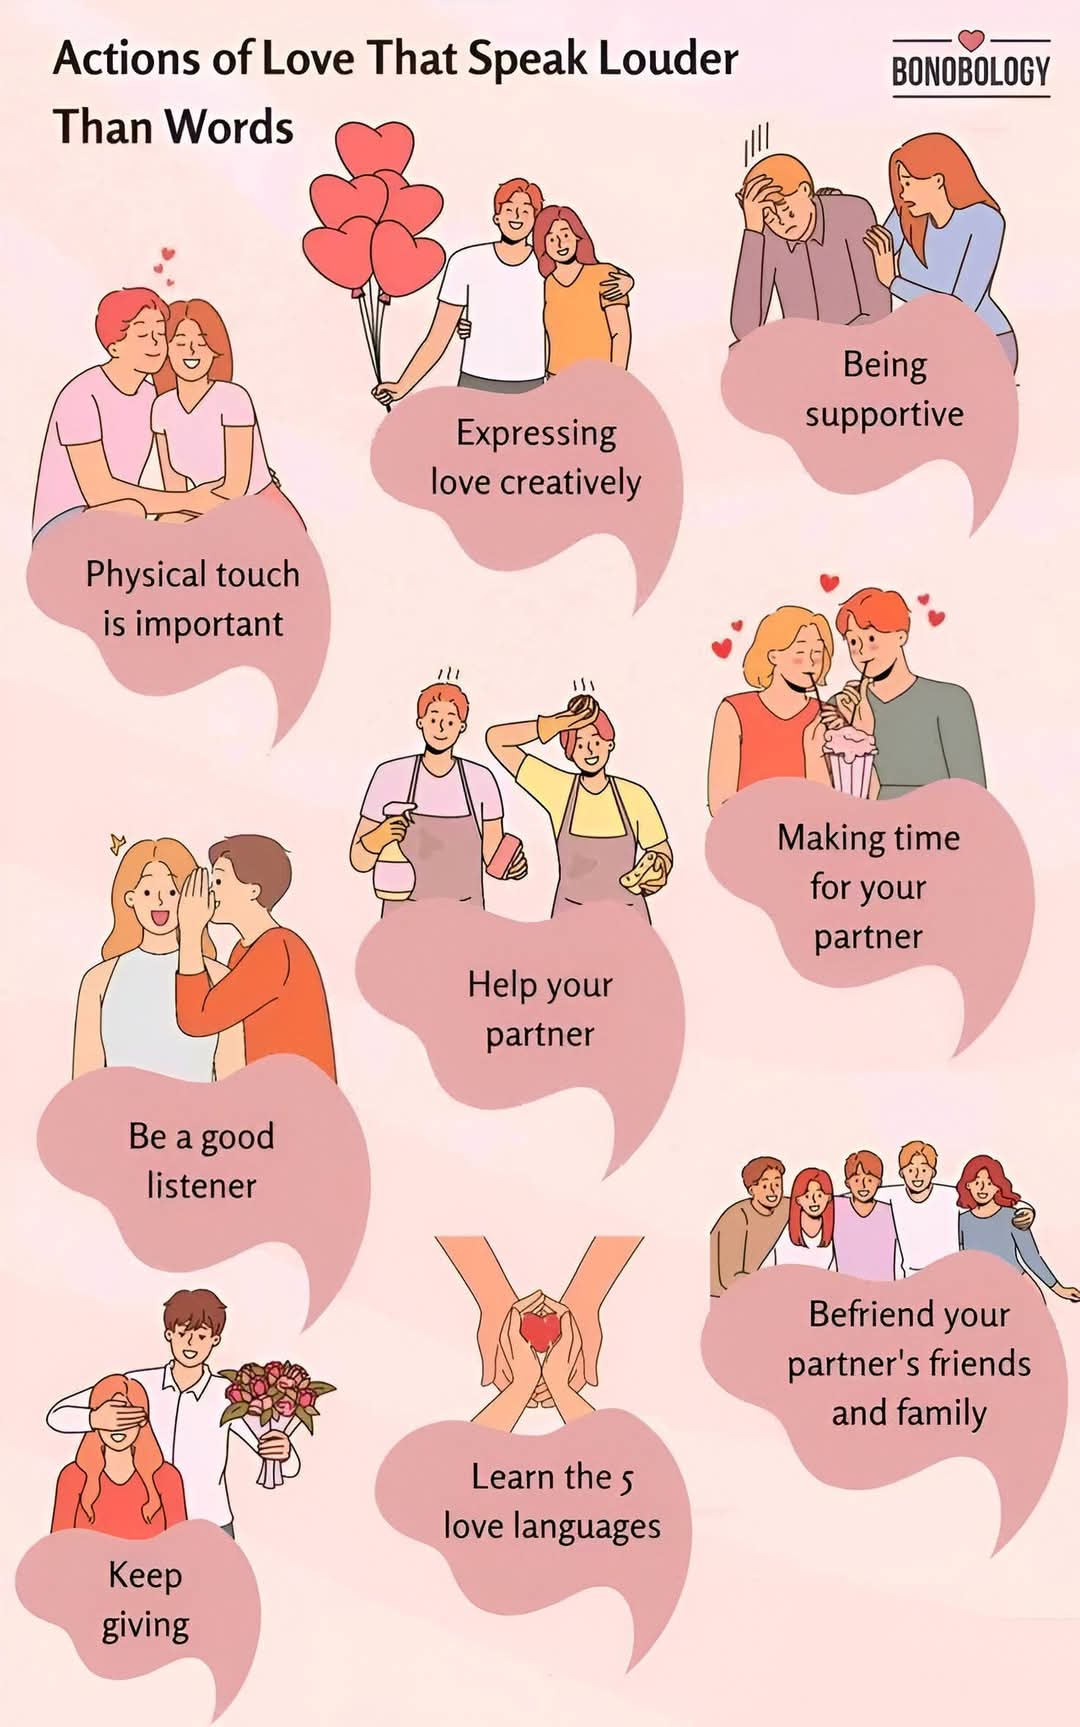 Actions of Love That Speak Louder
Than Words
BONOBOLOGY
Physical touch
is important
Expressing
love creatively
Being
supportive
Be a good
listener
Help your
partner
Making time
for your
partner
Keep
giving
Learn the 5
love languages
Befriend your
partner's friends
and family